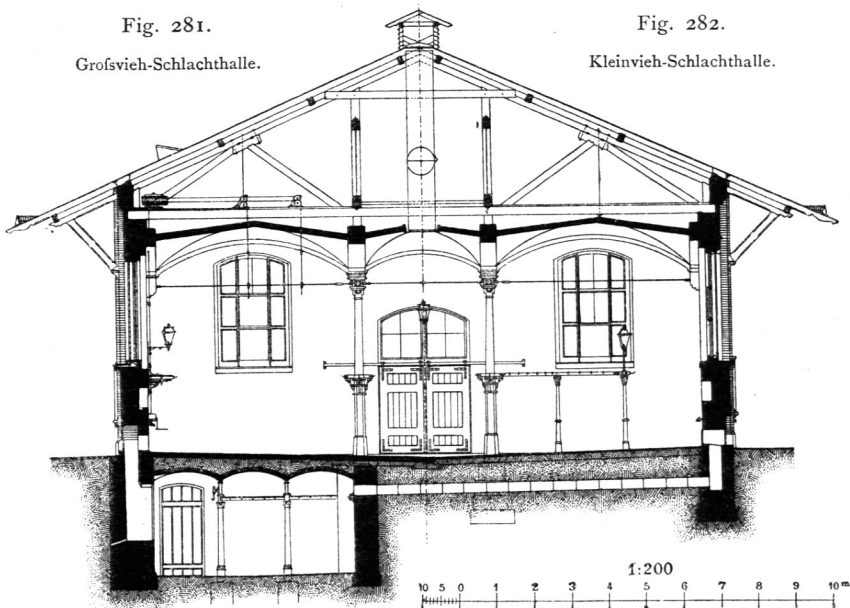 Fig. 281.
Großvieh-Schlachthalle.
Fig. 282.
Kleinvieh-Schlachthalle.
1:200
10 5 0 1 2 3 4 5 6 7 8 9 10 m